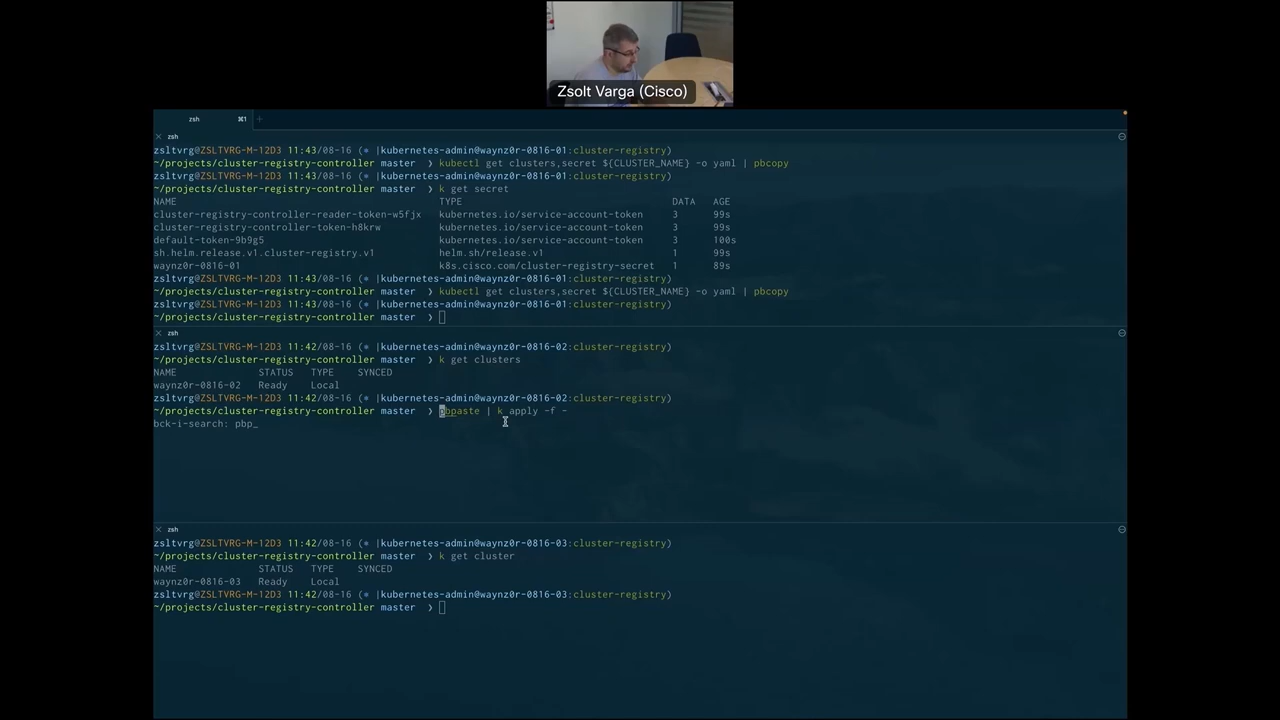 Zsolt Varga (Cisco)
zsh ⌘1 +
× zsh
zsltvrg@ZSLTVRG-M-12D3 11:43/08-16 (⎈ |kubernetes-admin@waynz0r-0816-01:cluster-registry)
~/projects/cluster-registry-controller master ❯ kubectl get clusters,secret ${CLUSTER_NAME} -o yaml | pbcopy
zsltvrg@ZSLTVRG-M-12D3 11:43/08-16 (⎈ |kubernetes-admin@waynz0r-0816-01:cluster-registry)
~/projects/cluster-registry-controller master ❯ k get secret
NAME TYPE DATA AGE
cluster-registry-controller-reader-token-w5fjx kubernetes.io/service-account-token 3 99s
cluster-registry-controller-token-h8krw kubernetes.io/service-account-token 3 99s
default-token-9b9g5 kubernetes.io/service-account-token 3 100s
sh.helm.release.v1.cluster-registry.v1 helm.sh/release.v1 1 99s
waynz0r-0816-01 k8s.cisco.com/cluster-registry-secret 1 89s
zsltvrg@ZSLTVRG-M-12D3 11:43/08-16 (⎈ |kubernetes-admin@waynz0r-0816-01:cluster-registry)
~/projects/cluster-registry-controller master ❯ kubectl get clusters,secret ${CLUSTER_NAME} -o yaml | pbcopy
zsltvrg@ZSLTVRG-M-12D3 11:43/08-16 (⎈ |kubernetes-admin@waynz0r-0816-01:cluster-registry)
~/projects/cluster-registry-controller master ❯
× zsh
zsltvrg@ZSLTVRG-M-12D3 11:42/08-16 (⎈ |kubernetes-admin@waynz0r-0816-02:cluster-registry)
~/projects/cluster-registry-controller master ❯ k get clusters
NAME STATUS TYPE SYNCED
waynz0r-0816-02 Ready Local
zsltvrg@ZSLTVRG-M-12D3 11:42/08-16 (⎈ |kubernetes-admin@waynz0r-0816-02:cluster-registry)
~/projects/cluster-registry-controller master ❯ pbpaste | k apply -f -
bck-i-search: pbp_
× zsh
zsltvrg@ZSLTVRG-M-12D3 11:42/08-16 (⎈ |kubernetes-admin@waynz0r-0816-03:cluster-registry)
~/projects/cluster-registry-controller master ❯ k get cluster
NAME STATUS TYPE SYNCED
waynz0r-0816-03 Ready Local
zsltvrg@ZSLTVRG-M-12D3 11:42/08-16 (⎈ |kubernetes-admin@waynz0r-0816-03:cluster-registry)
~/projects/cluster-registry-controller master ❯